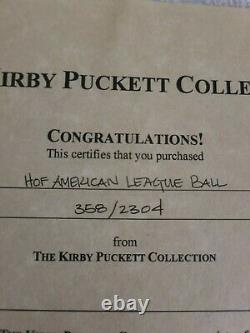 KIRBY PUCKETT COLLE
CONGRATULATIONS!
This certifies that you purchased
HOF AMERICAN LEAGUE BALL
358/2304
from
THE KIRBY PUCKETT COLLECTION